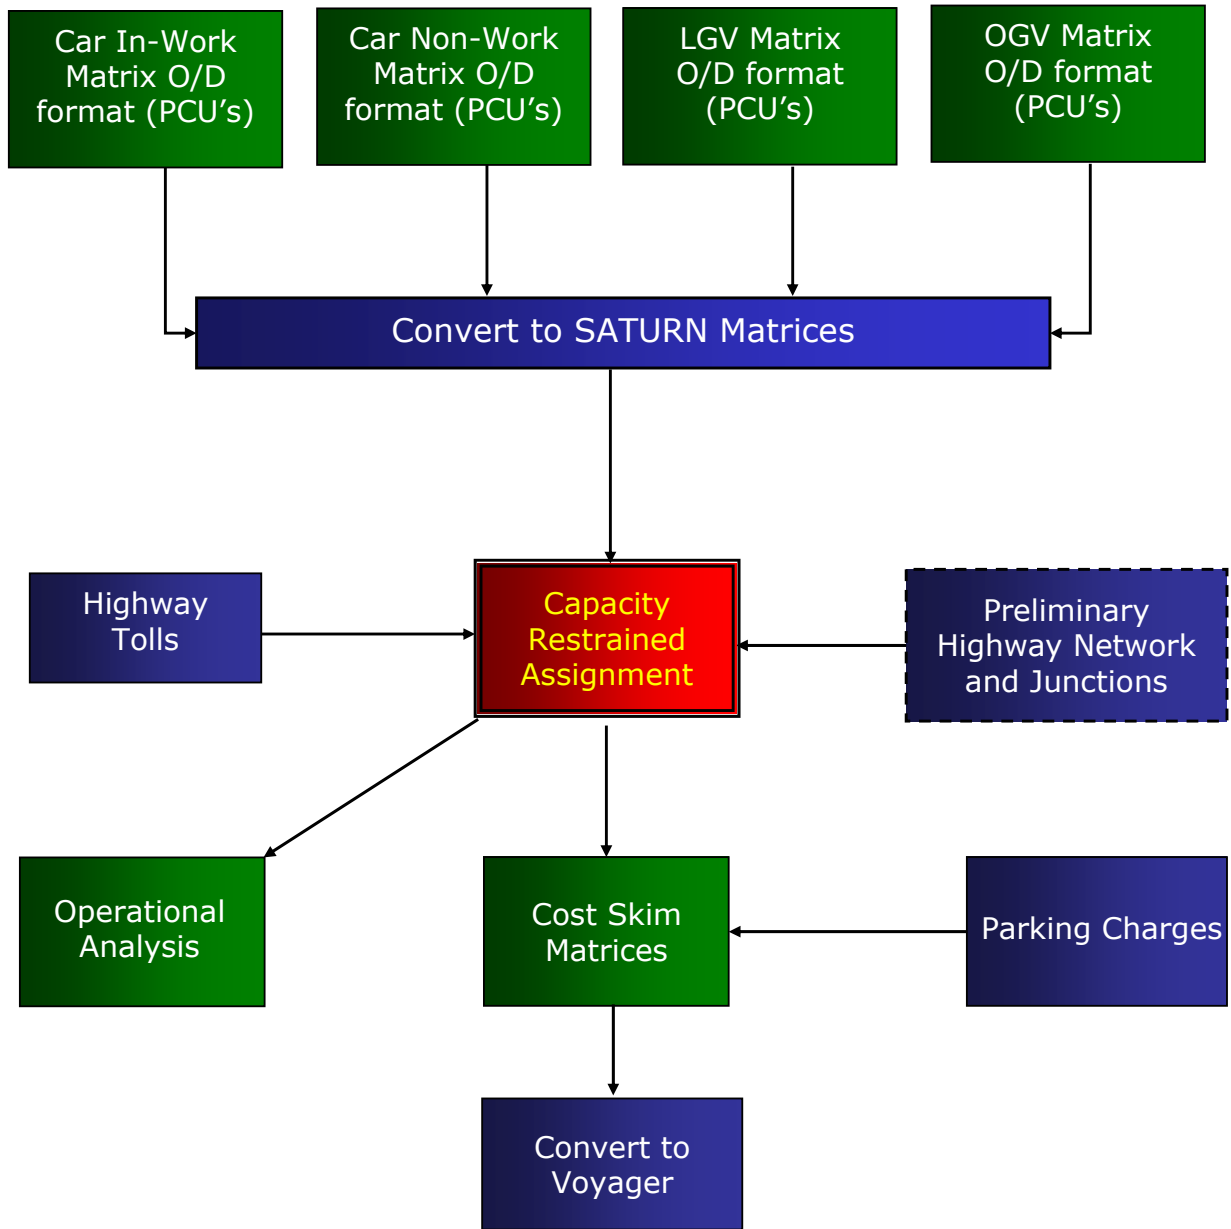 Car In-Work
Matrix O/D
format (PCU's)
Car Non-Work
Matrix O/D
format (PCU's)
LGV Matrix
O/D format
(PCU's)
OGV Matrix
O/D format
(PCU's)
Convert to SATURN Matrices
Highway
Tolls
Capacity
Restrained
Assignment
Preliminary
Highway Network
and Junctions
Operational
Analysis
Cost Skim
Matrices
Parking Charges
Convert to
Voyager